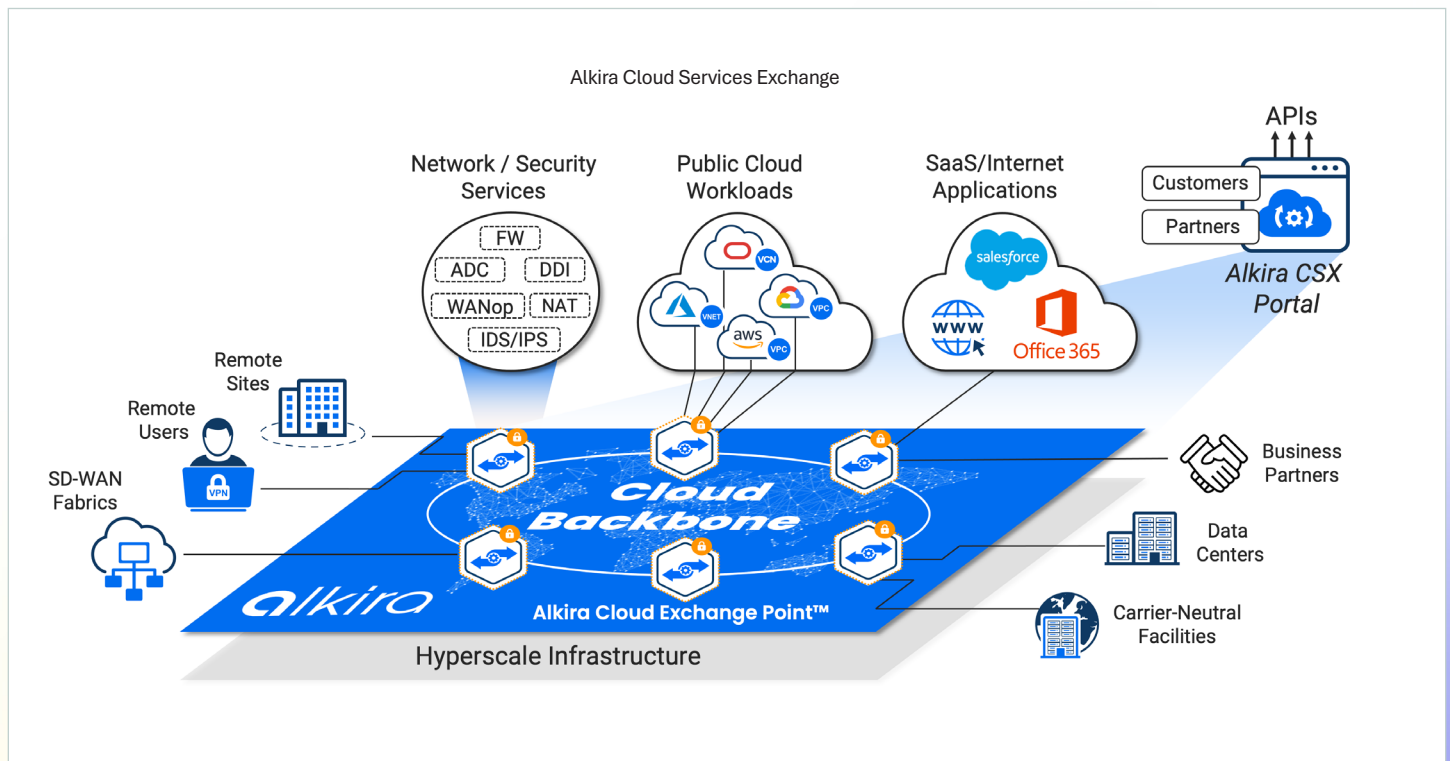 Alkira Cloud Services Exchange
APIs
Customers
Partners
Alkira CSX
Portal
Network / Security
Services
FW
ADC
DDI
WANop
NAT
IDS/IPS
Public Cloud
Workloads
VCN
VNET
VPC
aws
VPC
SaaS/Internet
Applications
salesforce
www
Office 365
Remote
Sites
Remote
Users
VPN
SD-WAN
Fabrics
Cloud
Backbone
alkira
Alkira Cloud Exchange Point™
Hyperscale Infrastructure
Business
Partners
Data
Centers
Carrier-Neutral
Facilities